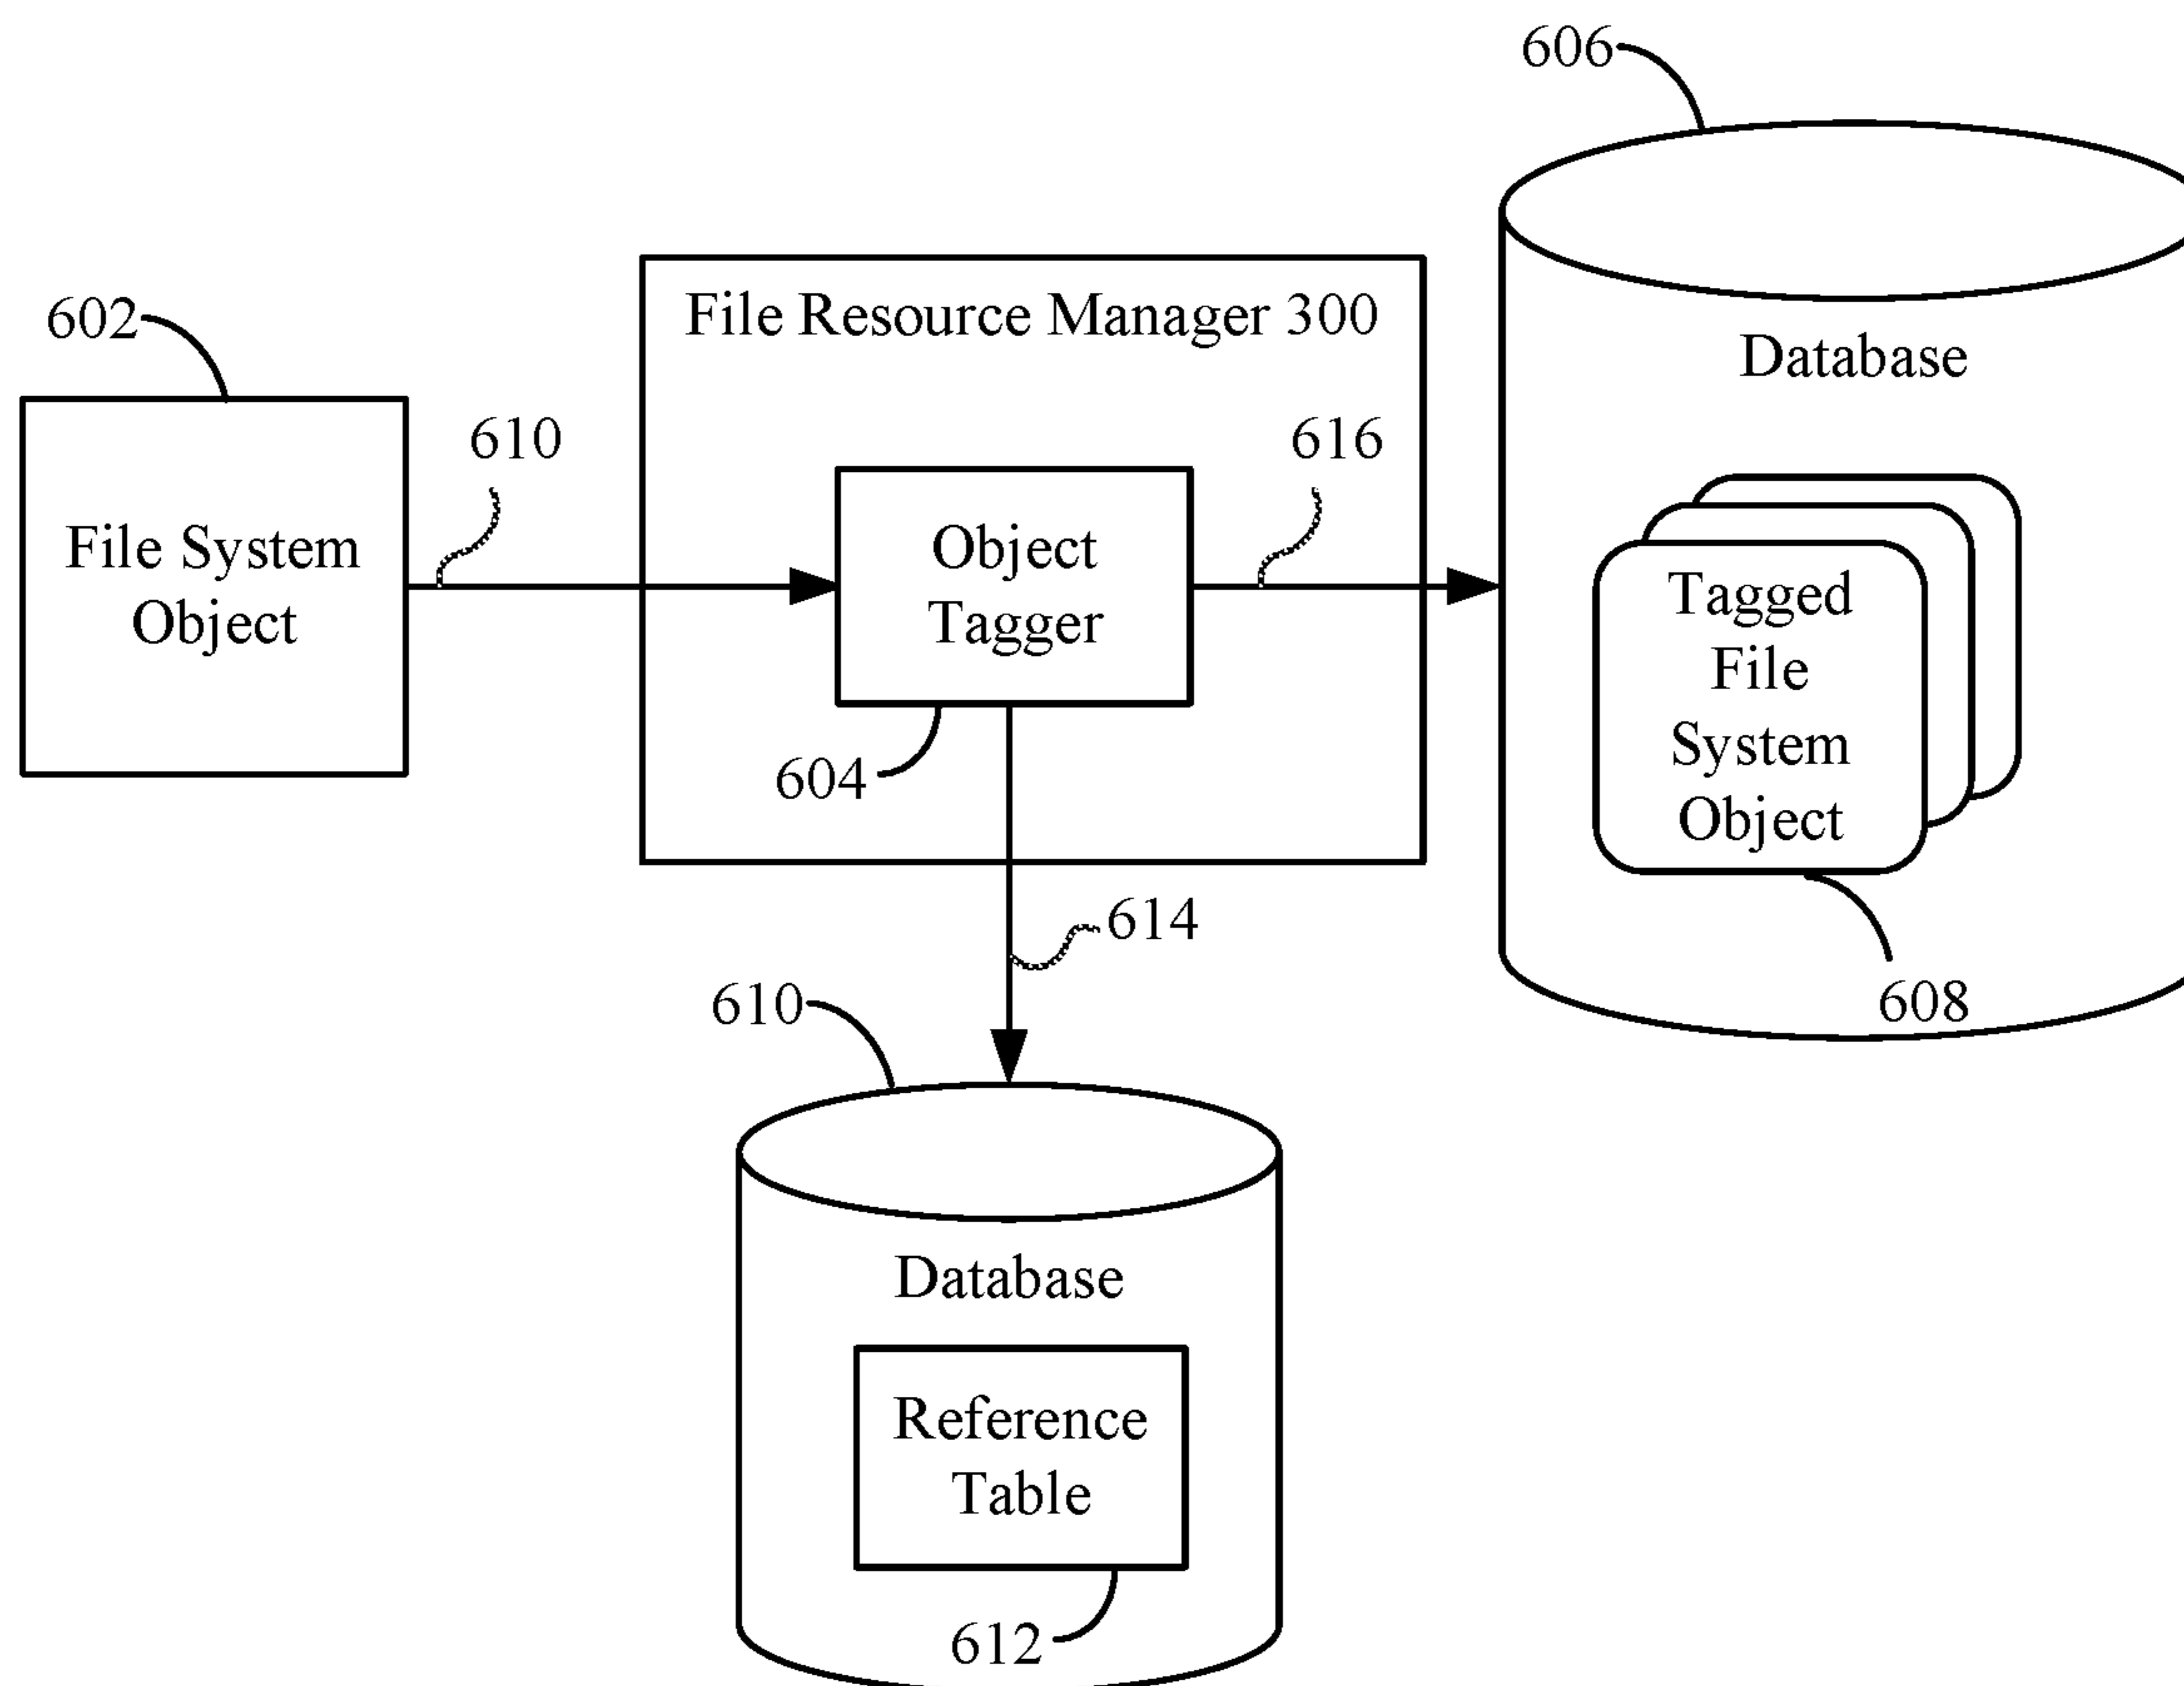 606
File Resource Manager 300
602
Database
610
616
File System
Object
Object
Tagger
Tagged
File
System
Object
604
614
610
608
Database
Reference
Table
612